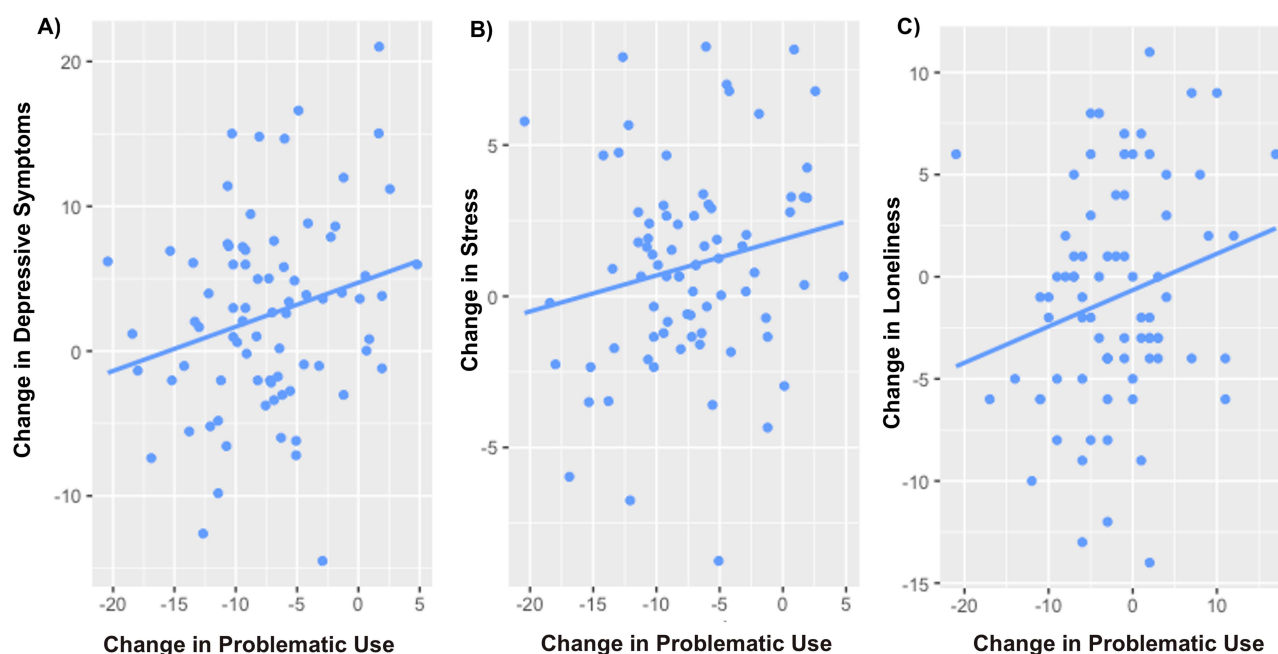 A)
Change in Depressive Symptoms
20
10
0
-10
-20 -15 -10 -5 0 5
Change in Problematic Use
B)
Change in Stress
5
0
-5
-20 -15 -10 -5 0 5
Change in Problematic Use
C)
Change in Loneliness
10
5
0
-5
-10
-15
-20 -10 0 10
Change in Problematic Use